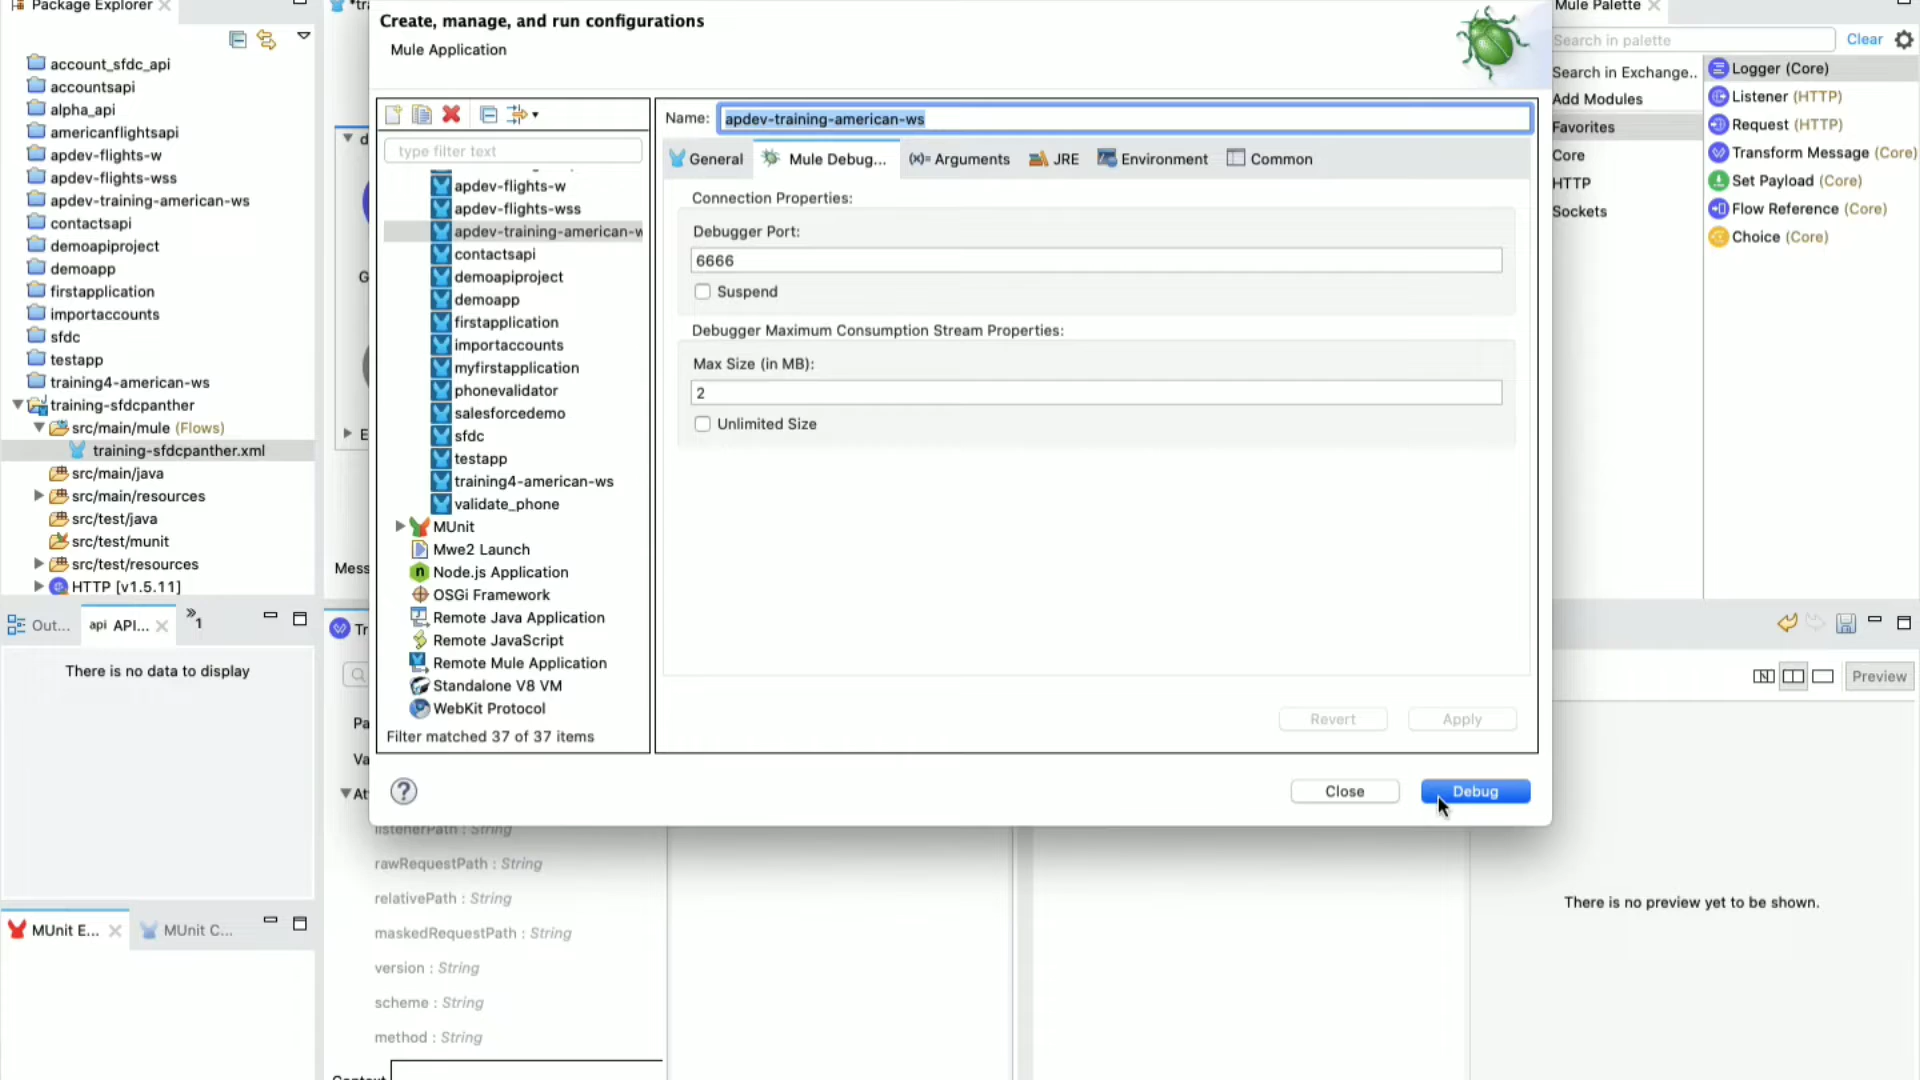 Package Explorer
*tra
Create, manage, and run configurations
Mule Application
Mule Palette
Search in palette
Clear
account_sfdc_api
accountsapi
alpha_api
americanflightsapi
apdev-flights-w
apdev-flights-wss
apdev-training-american-ws
contactsapi
demoapiproject
demoapp
firstapplication
importaccounts
sfdc
testapp
training4-american-ws
training-sfdcpanther
src/main/mule (Flows)
training-sfdcpanther.xml
src/main/java
src/main/resources
src/test/java
src/test/munit
src/test/resources
HTTP [v1.5.11]
type filter text
apdev-flights-w
apdev-flights-wss
apdev-training-american-w
contactsapi
demoapiproject
demoapp
firstapplication
importaccounts
myfirstapplication
phonevalidator
salesforcedemo
sfdc
testapp
training4-american-ws
validate_phone
MUnit
Mwe2 Launch
Node.js Application
OSGi Framework
Remote Java Application
Remote JavaScript
Remote Mule Application
Standalone V8 VM
WebKit Protocol
Filter matched 37 of 37 items
Name: apdev-training-american-ws
General
Mule Debug...
(x)= Arguments
JRE
Environment
Common
Connection Properties:
Debugger Port:
6666
Suspend
Debugger Maximum Consumption Stream Properties:
Max Size (in MB):
2
Unlimited Size
Revert
Apply
Close
Debug
Search in Exchange..
Add Modules
Favorites
Core
HTTP
Sockets
Logger (Core)
Listener (HTTP)
Request (HTTP)
Transform Message (Core)
Set Payload (Core)
Flow Reference (Core)
Choice (Core)
d
G
E
Mess
Out...
api API...
»1
There is no data to display
MUnit E...
MUnit C...
Tr
Pa
Va
At
listenerPath : String
rawRequestPath : String
relativePath : String
maskedRequestPath : String
version : String
scheme : String
method : String
Context
Preview
There is no preview yet to be shown.